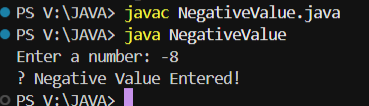 PS V:\JAVA> javac NegativeValue.java
PS V:\JAVA> java NegativeValue
Enter a number: -8
? Negative Value Entered!
PS V:\JAVA>